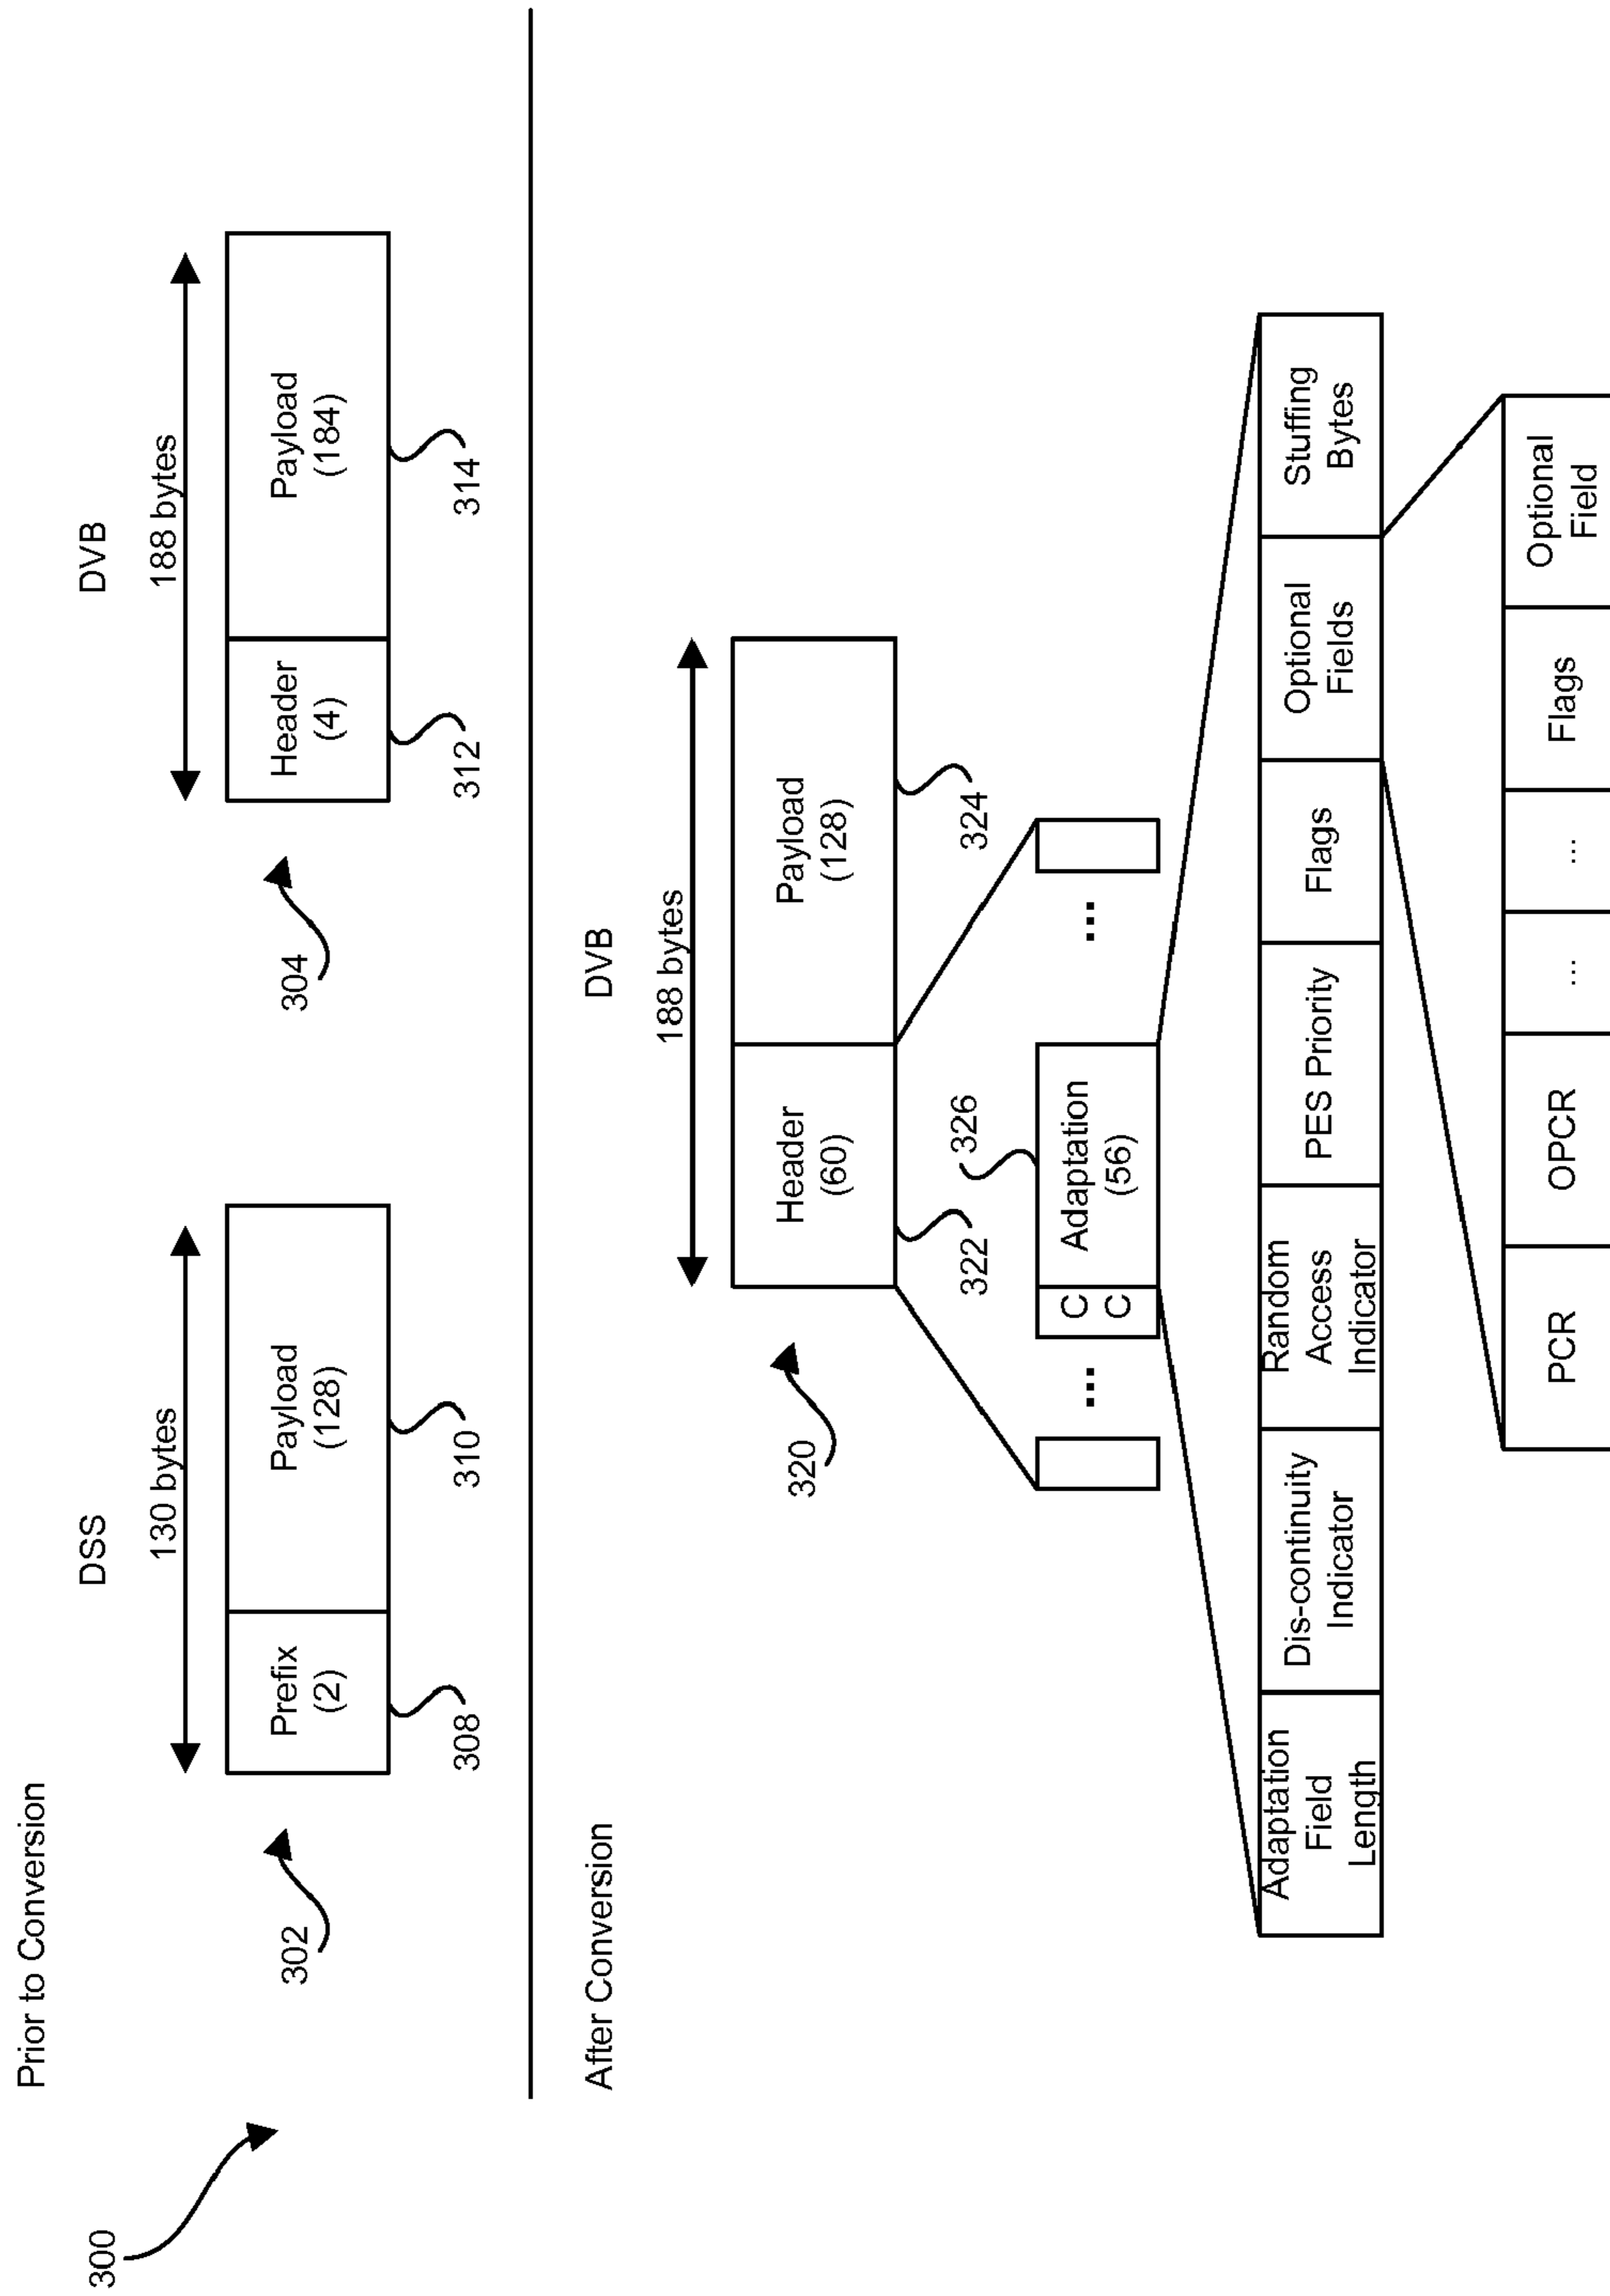 300
Prior to Conversion
DSS
130 bytes
Prefix
(2)
Payload
(128)
302
308
310
DVB
188 bytes
Header
(4)
Payload
(184)
304
312
314
After Conversion
DVB
188 bytes
Header
(60)
Payload
(128)
320
322
326
324
...
C
C
Adaptation
(56)
...
Adaptation
Field
Length
Dis-continuity
Indicator
Random
Access
Indicator
PES Priority
Flags
Optional
Fields
Stuffing
Bytes
PCR
OPCR
...
...
Flags
Optional
Field